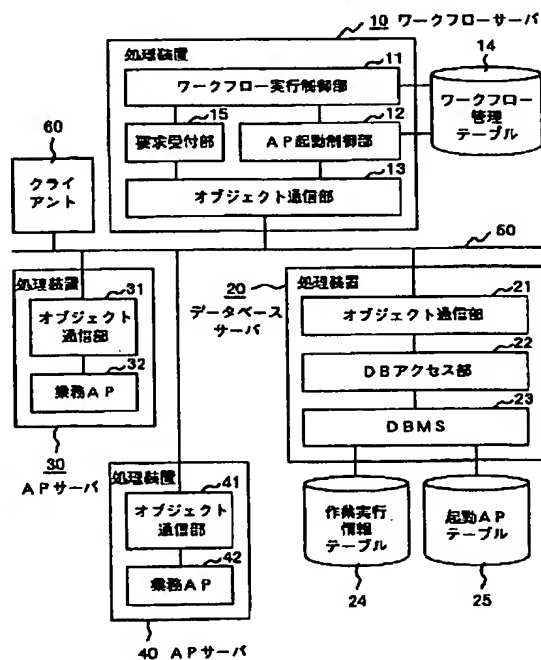 10 ワークフローサーバ
処理装置
11
ワークフロー実行制御部
14
ワークフロー
管理
テーブル
15
要求受付部
12
AP起動制御部
13
オブジェクト通信部
60
クライ
アント
50
処理装置
31
オブジェクト
通信部
32
業務AP
30
APサーバ
20
データベース
サーバ
処理装置
21
オブジェクト通信部
22
DBアクセス部
23
DBMS
作業実行
情報
テーブル
24
起動AP
テーブル
25
処理装置
41
オブジェクト
通信部
42
業務AP
40 APサーバ